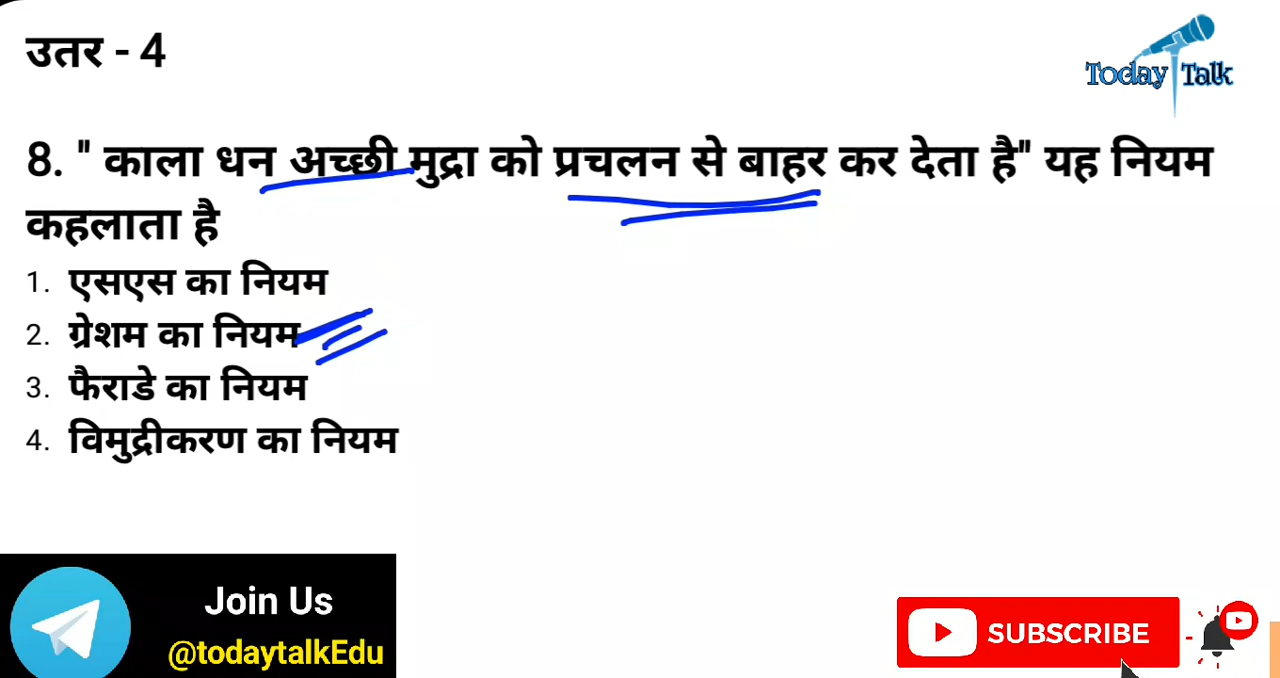 उतर - 4
Today Talk
8. " काला धन अच्छी मुद्रा को प्रचलन से बाहर कर देता है" यह नियम
कहलाता है
1. एसएस का नियम
2. ग्रेशम का नियम
3. फैराडे का नियम
4. विमुद्रीकरण का नियम
Join Us
@todaytalkEdu
SUBSCRIBE